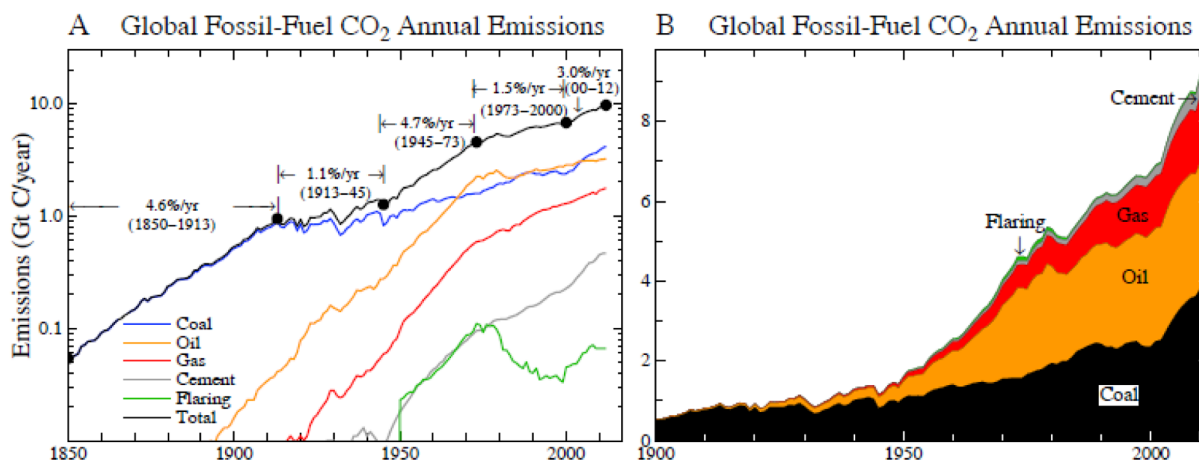 A Global Fossil-Fuel CO₂ Annual Emissions
10.0
1.0
0.1
Emissions (Gt C/year)
4.6%/yr
(1850−1913)
1.1%/yr
(1913−45)
4.7%/yr
(1945−73)
1.5%/yr
(1973−2000)
3.0%/yr
(00−12)
Coal
Oil
Gas
Cement
Flaring
Total
1850 1900 1950 2000
B Global Fossil-Fuel CO₂ Annual Emissions
8
6
4
2
0
Cement
Flaring
Gas
Oil
Coal
1900 1950 2000